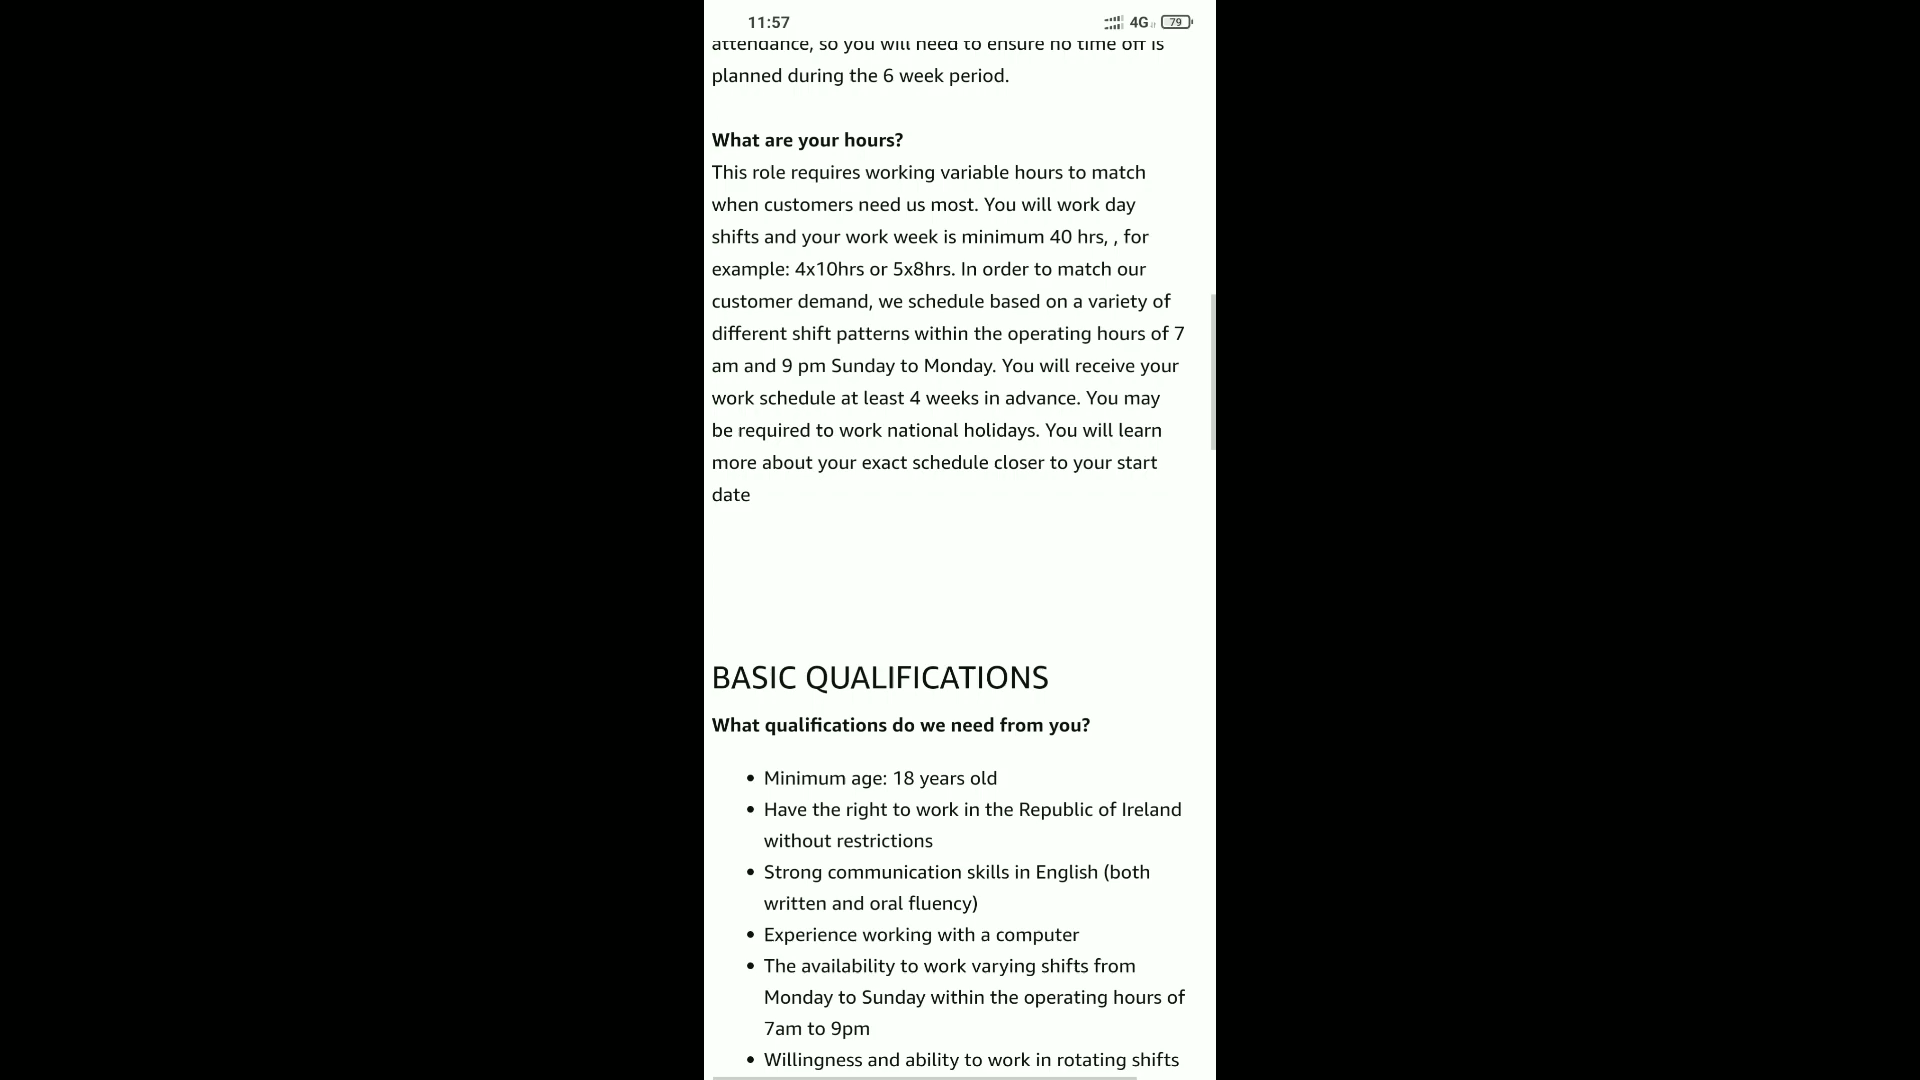 11:57
4G
79
attendance, so you will need to ensure no time off is
planned during the 6 week period.
What are your hours?
This role requires working variable hours to match
when customers need us most. You will work day
shifts and your work week is minimum 40 hrs, , for
example: 4x10hrs or 5x8hrs. In order to match our
customer demand, we schedule based on a variety of
different shift patterns within the operating hours of 7
am and 9 pm Sunday to Monday. You will receive your
work schedule at least 4 weeks in advance. You may
be required to work national holidays. You will learn
more about your exact schedule closer to your start
date
BASIC QUALIFICATIONS
What qualifications do we need from you?
• Minimum age: 18 years old
• Have the right to work in the Republic of Ireland
without restrictions
• Strong communication skills in English (both
written and oral fluency)
• Experience working with a computer
• The availability to work varying shifts from
Monday to Sunday within the operating hours of
7am to 9pm
• Willingness and ability to work in rotating shifts